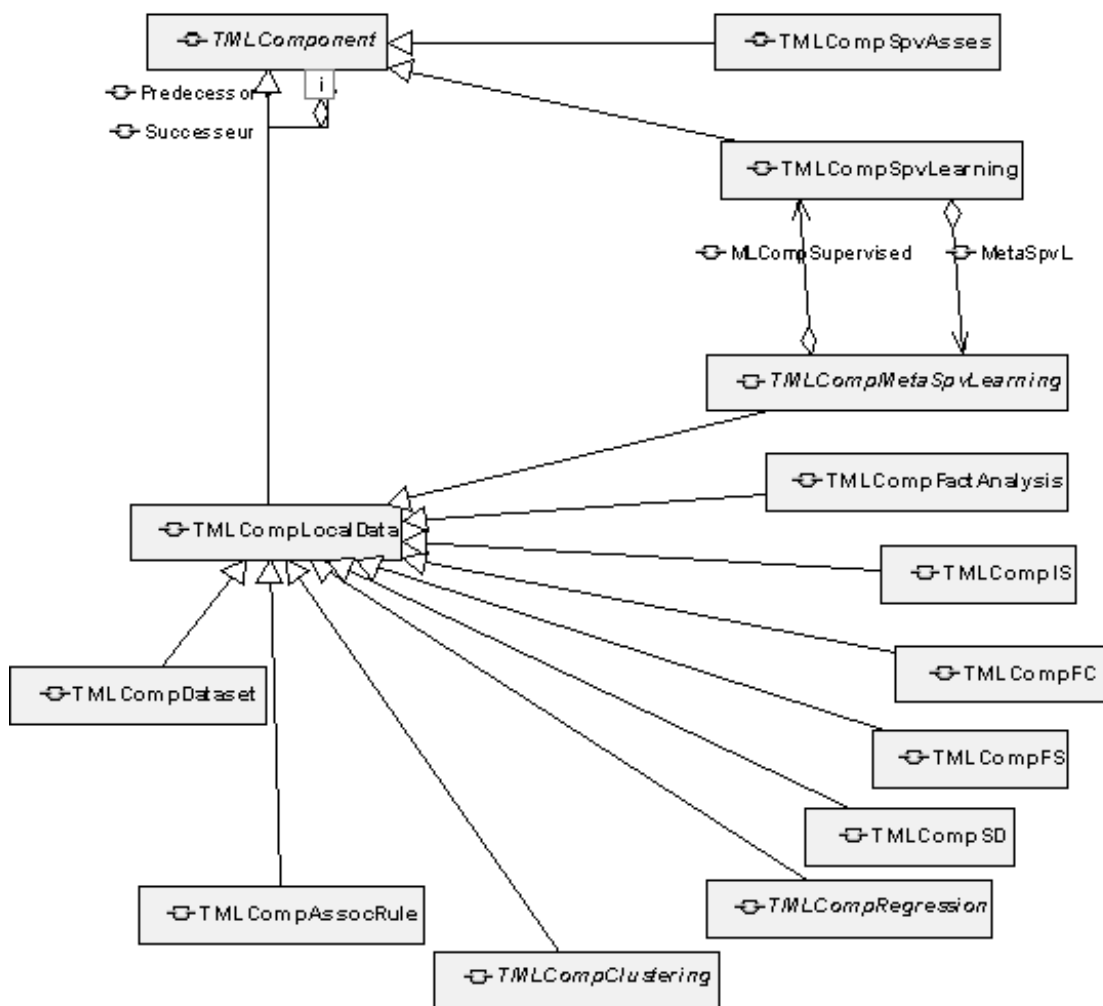 TMLComponent
TMLCompSpvAsses
i
Predecessor
Successeur
TMLCompSpvLearning
MLCompSupervised
MetaSpvL
TMLCompMetaSpvLearning
TMLCompFactAnalysis
TMLCompLocalData
TMLCompIS
TMLCompFC
TMLCompDataset
TMLCompFS
TMLCompSD
TMLCompRegression
TMLCompAssocRule
TMLCompClustering